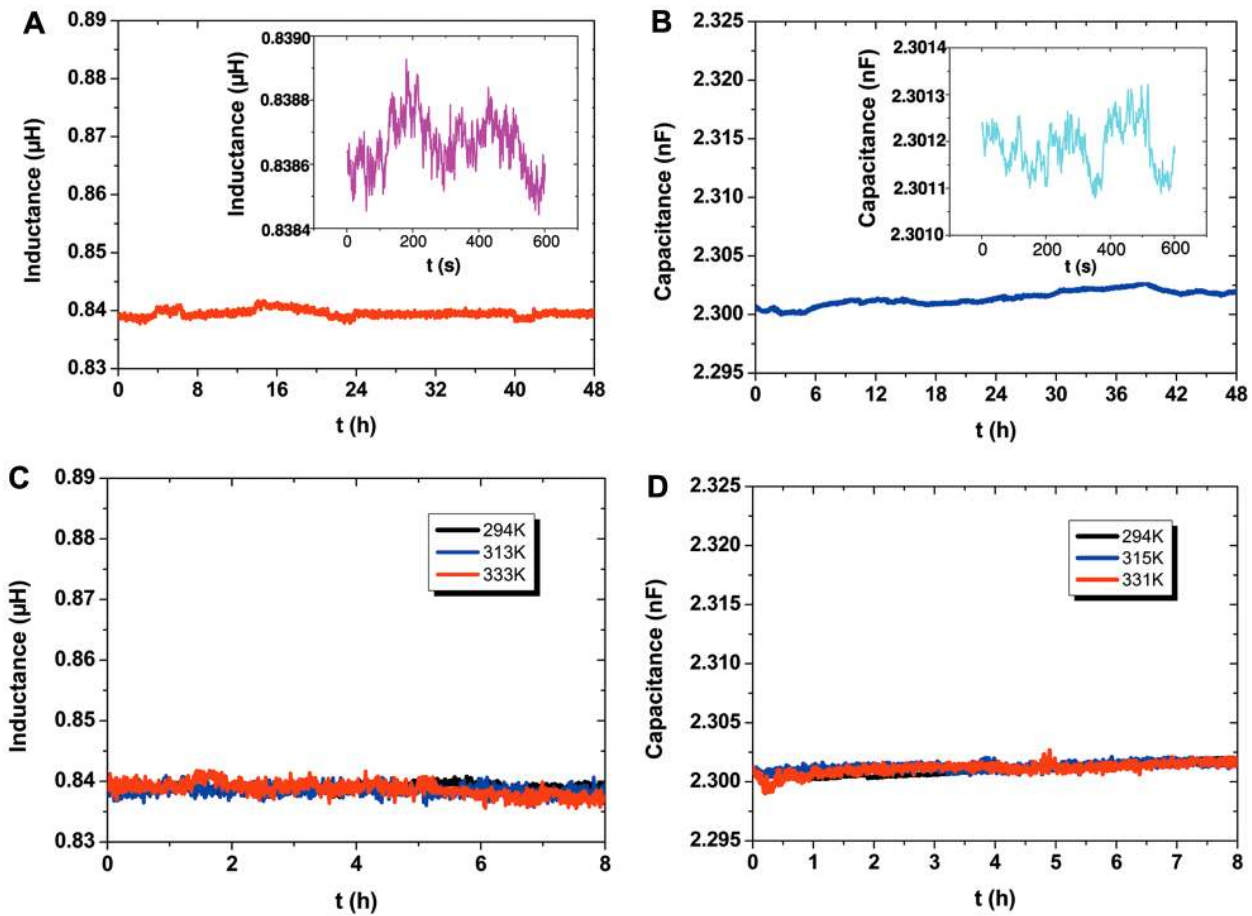 A
Inductance (µH)
0.89
0.88
0.87
0.86
0.85
0.84
0.83
0 8 16 24 32 40 48
t (h)
Inductance (µH)
0.8390
0.8388
0.8386
0.8384
0 200 400 600
t (s)
B
Capacitance (nF)
2.325
2.320
2.315
2.310
2.305
2.300
2.295
0 6 12 18 24 30 36 42 48
t (h)
Capacitance (nF)
2.3014
2.3013
2.3012
2.3011
2.3010
0 200 400 600
t (s)
C
Inductance (µH)
0.89
0.88
0.87
0.86
0.85
0.84
0.83
0 2 4 6 8
t (h)
294K
313K
333K
D
Capacitance (nF)
2.325
2.320
2.315
2.310
2.305
2.300
2.295
0 1 2 3 4 5 6 7 8
t (h)
294K
315K
331K